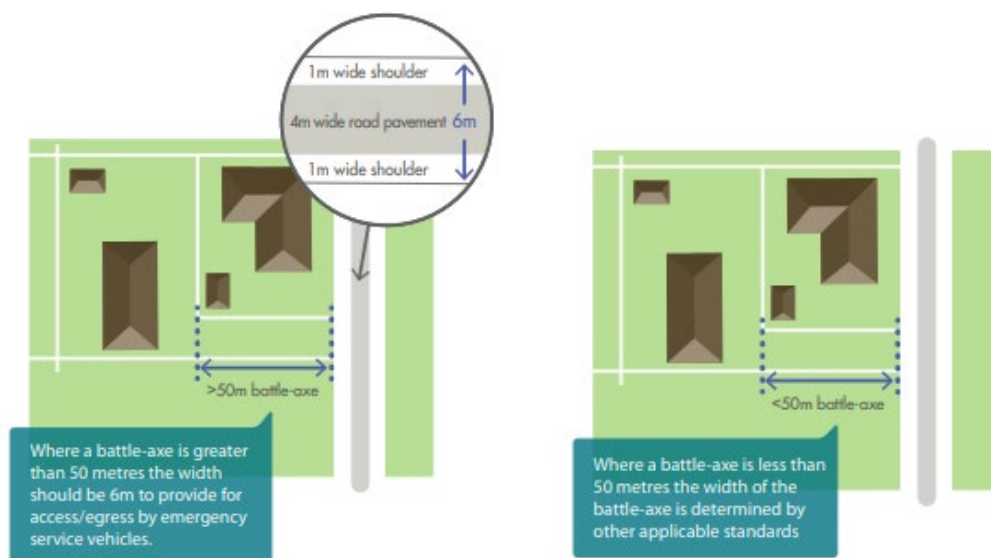 1m wide shoulder
4m wide road pavement 6m
1m wide shoulder
>50m battle-axe
Where a battle-axe is greater
than 50 metres the width
should be 6m to provide for
access/egress by emergency
service vehicles.
<50m battle-axe
Where a battle-axe is less than
50 metres the width of the
battle-axe is determined by
other applicable standards